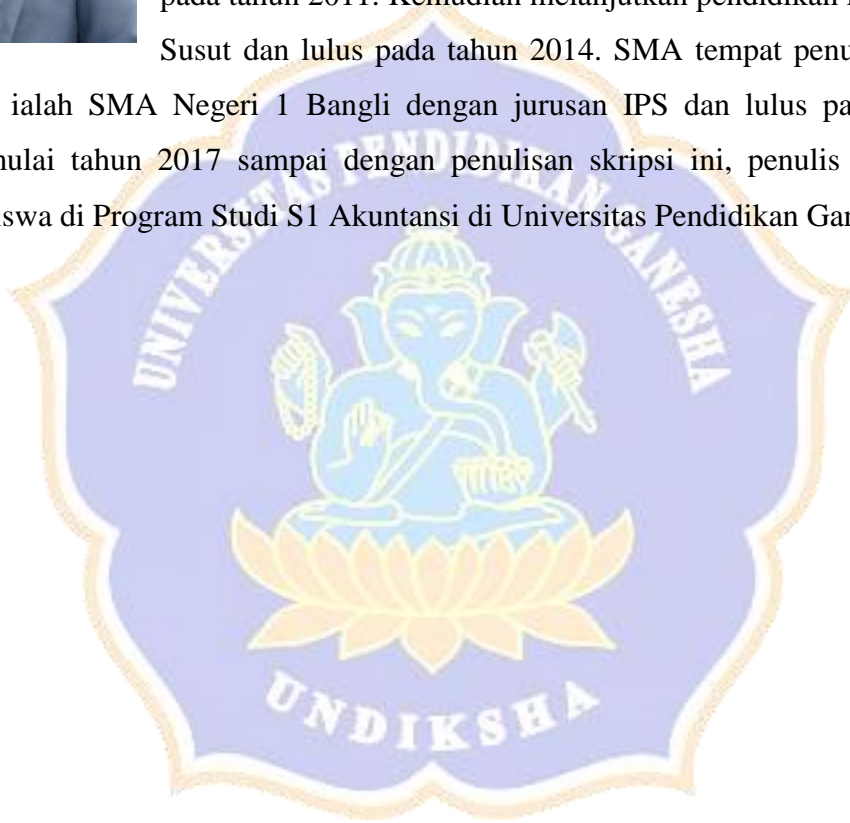 pada tahun 2011. Kemudian melanjutkan pendidikan
Susut dan lulus pada tahun 2014. SMA tempat
ialah SMA Negeri 1 Bangli dengan jurusan IPS dan lulus
tahun 2017 sampai dengan penulisan skripsi ini, penulis
di Program Studi S1 Akuntansi di Universitas Pendidikan
UNIVERSITAS PENDIDIKAN GANESHA
UNDIKSHA